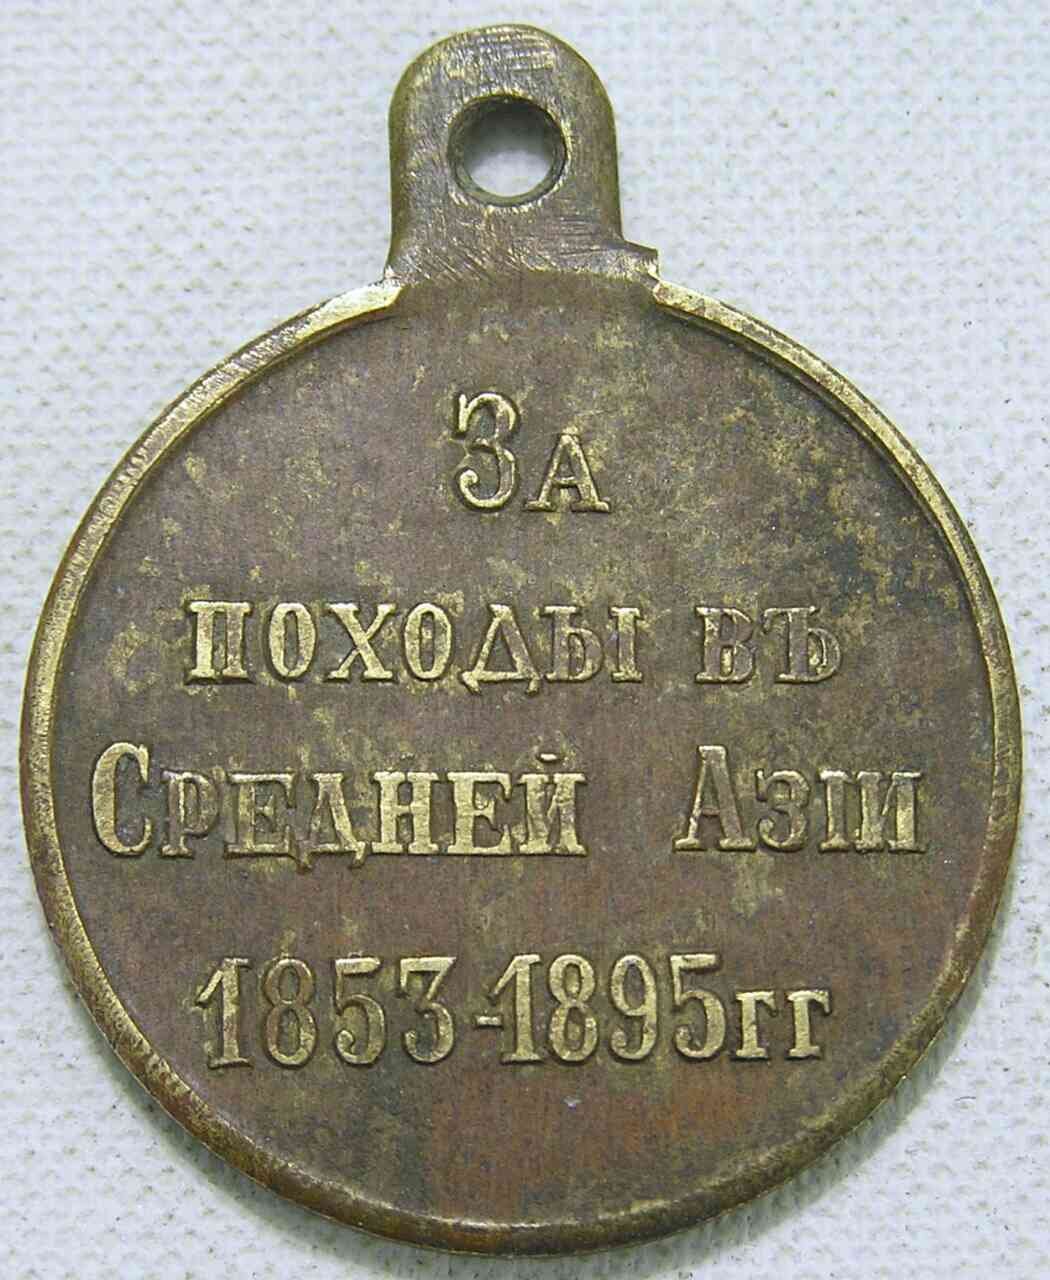 За
походы въ
Средней Азіи
1853-1895гг